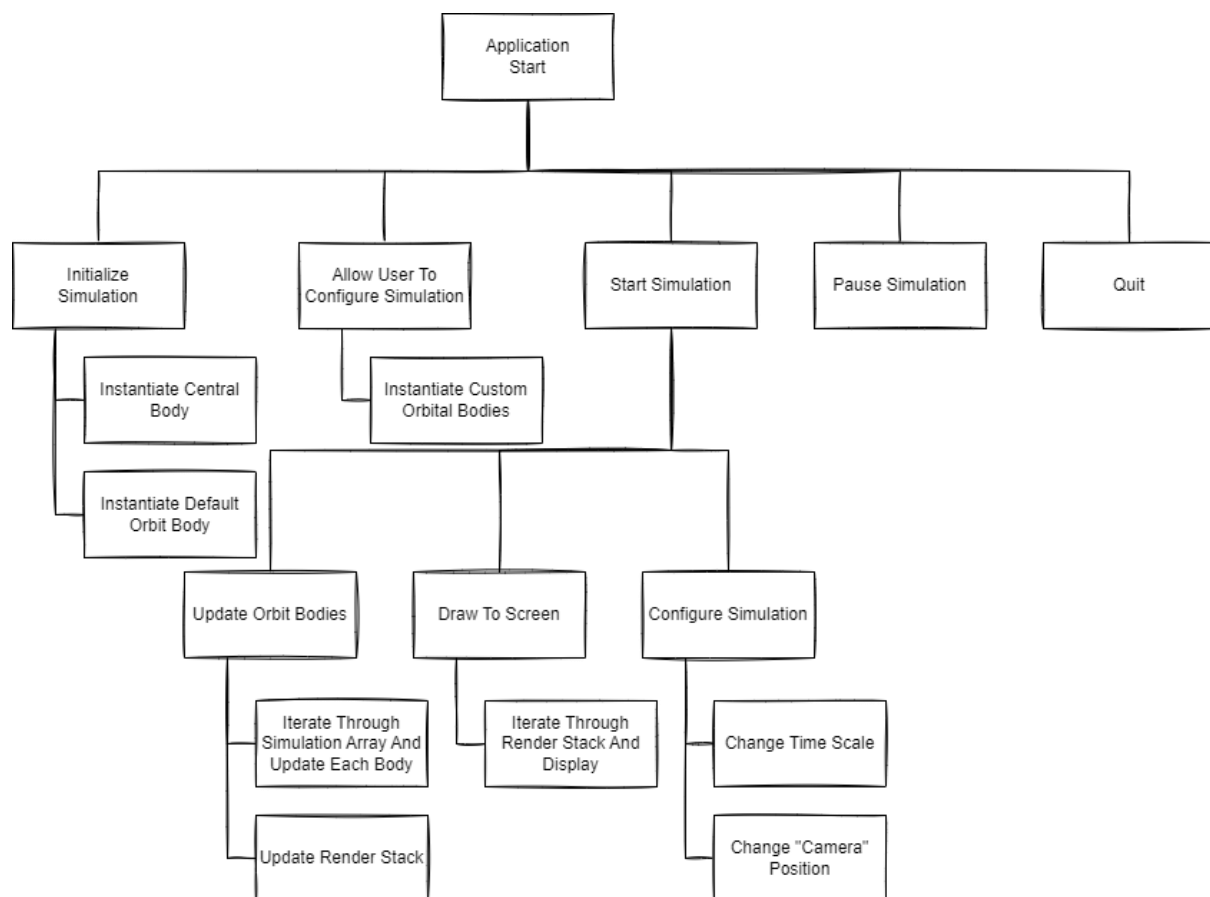 Application
Start
Initialize
Simulation
Allow User To
Configure Simulation
Start Simulation
Pause Simulation
Quit
Instantiate Central
Body
Instantiate Custom
Orbital Bodies
Instantiate Default
Orbit Body
Update Orbit Bodies
Draw To Screen
Configure Simulation
Iterate Through
Simulation Array And
Update Each Body
Iterate Through
Render Stack And
Display
Change Time Scale
Update Render Stack
Change "Camera"
Position